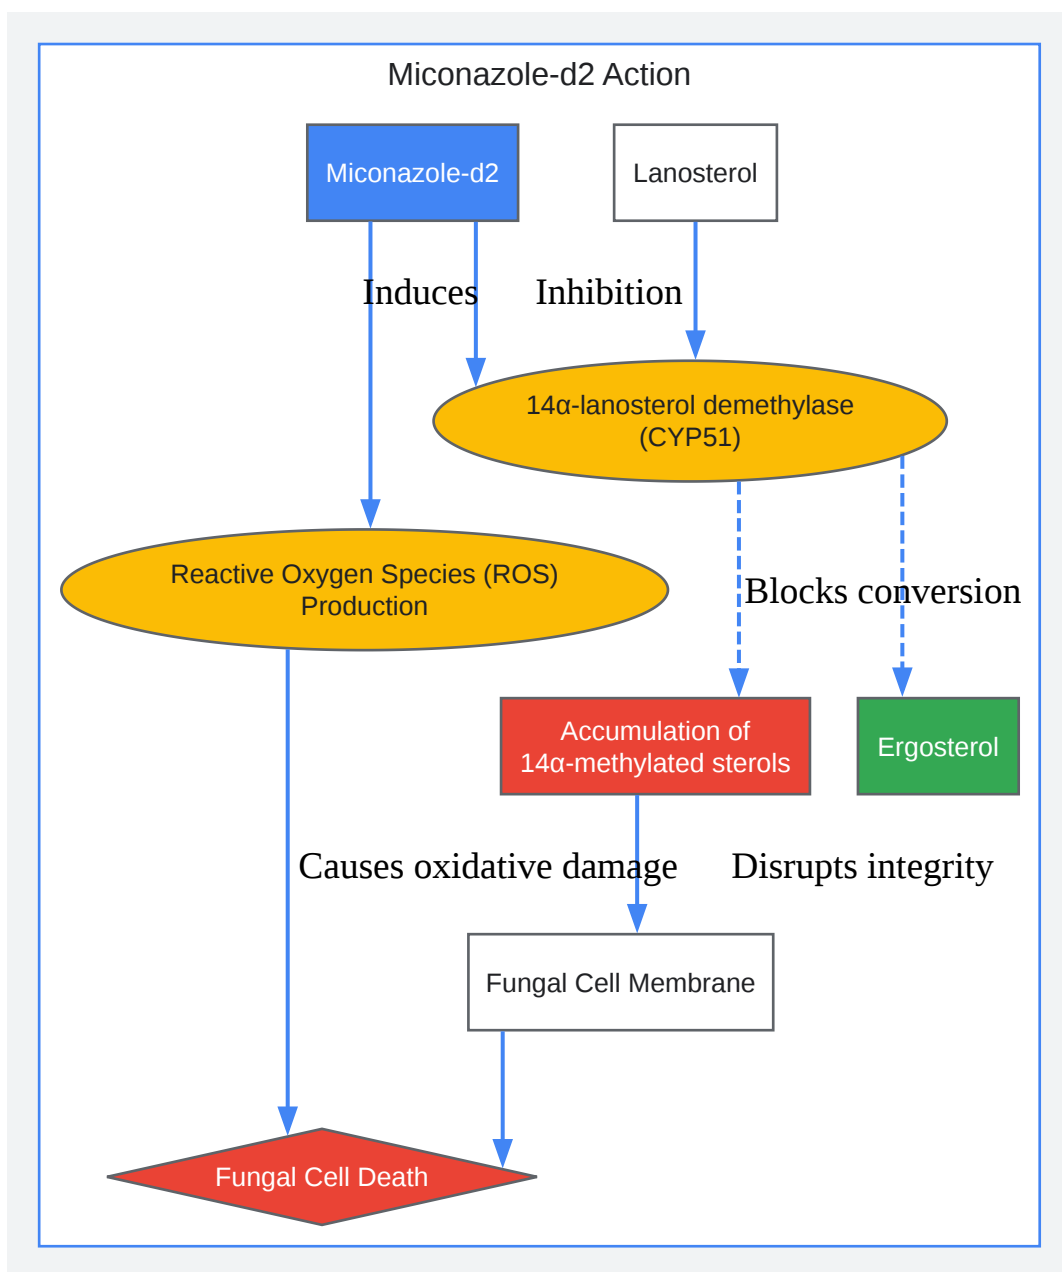 Miconazole-d2 Action
Miconazole-d2
Lanosterol
Induces
Inhibition
14α-lanosterol demethylase
(CYP51)
Reactive Oxygen Species (ROS)
Production
Blocks conversion
Accumulation of
14α-methylated sterols
Ergosterol
Causes oxidative damage
Disrupts integrity
Fungal Cell Membrane
Fungal Cell Death